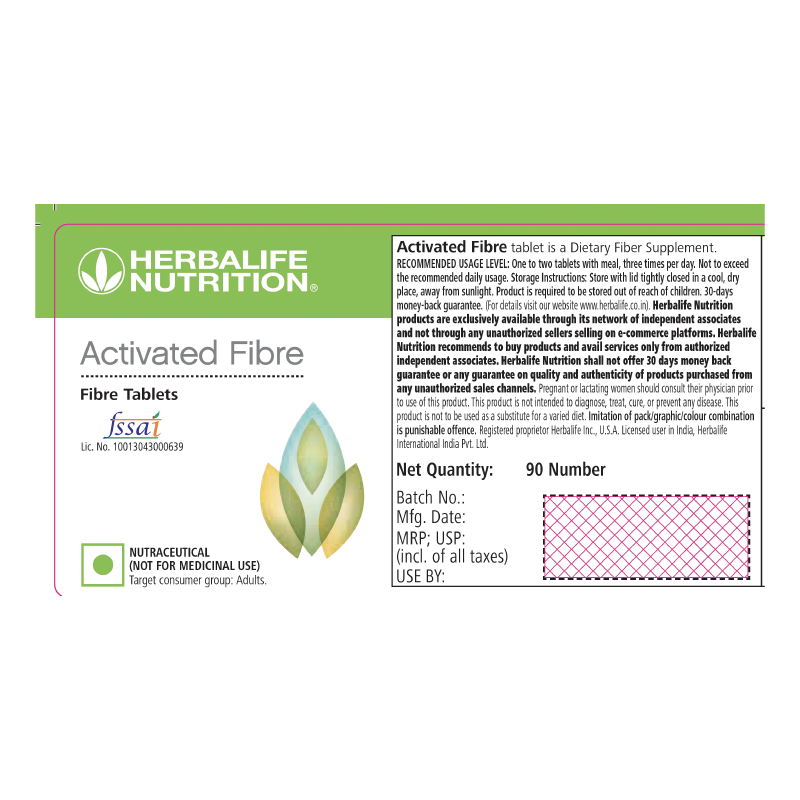 HERBALIFE
NUTRITION®
Activated Fibre
Fibre Tablets
fssai
Lic. No. 10013043000639
NUTRACEUTICAL
(NOT FOR MEDICINAL USE)
Target consumer group: Adults.
Activated Fibre tablet is a Dietary Fiber Supplement.
RECOMMENDED USAGE LEVEL: One to two tablets with meal, three times per day. Not to exceed
the recommended daily usage. Storage Instructions: Store with lid tightly closed in a cool, dry
place, away from sunlight. Product is required to be stored out of reach of children. 30-days
money-back guarantee. (For details visit our website www.herbalife.co.in). Herbalife Nutrition
products are exclusively available through its network of independent associates
and not through any unauthorized sellers selling on e-commerce platforms. Herbalife
Nutrition recommends to buy products and avail services only from authorized
independent associates. Herbalife Nutrition shall not offer 30 days money back
guarantee or any guarantee on quality and authenticity of products purchased from
any unauthorized sales channels. Pregnant or lactating women should consult their physician prior
to use of this product. This product is not intended to diagnose, treat, cure, or prevent any disease. This
product is not to be used as a substitute for a varied diet. Imitation of pack/graphic/colour combination
is punishable offence. Registered proprietor Herbalife Inc., U.S.A. Licensed user in India, Herbalife
International India Pvt. Ltd.
Net Quantity: 90 Number
Batch No.:
Mfg. Date:
MRP; USP:
(incl. of all taxes)
USE BY: